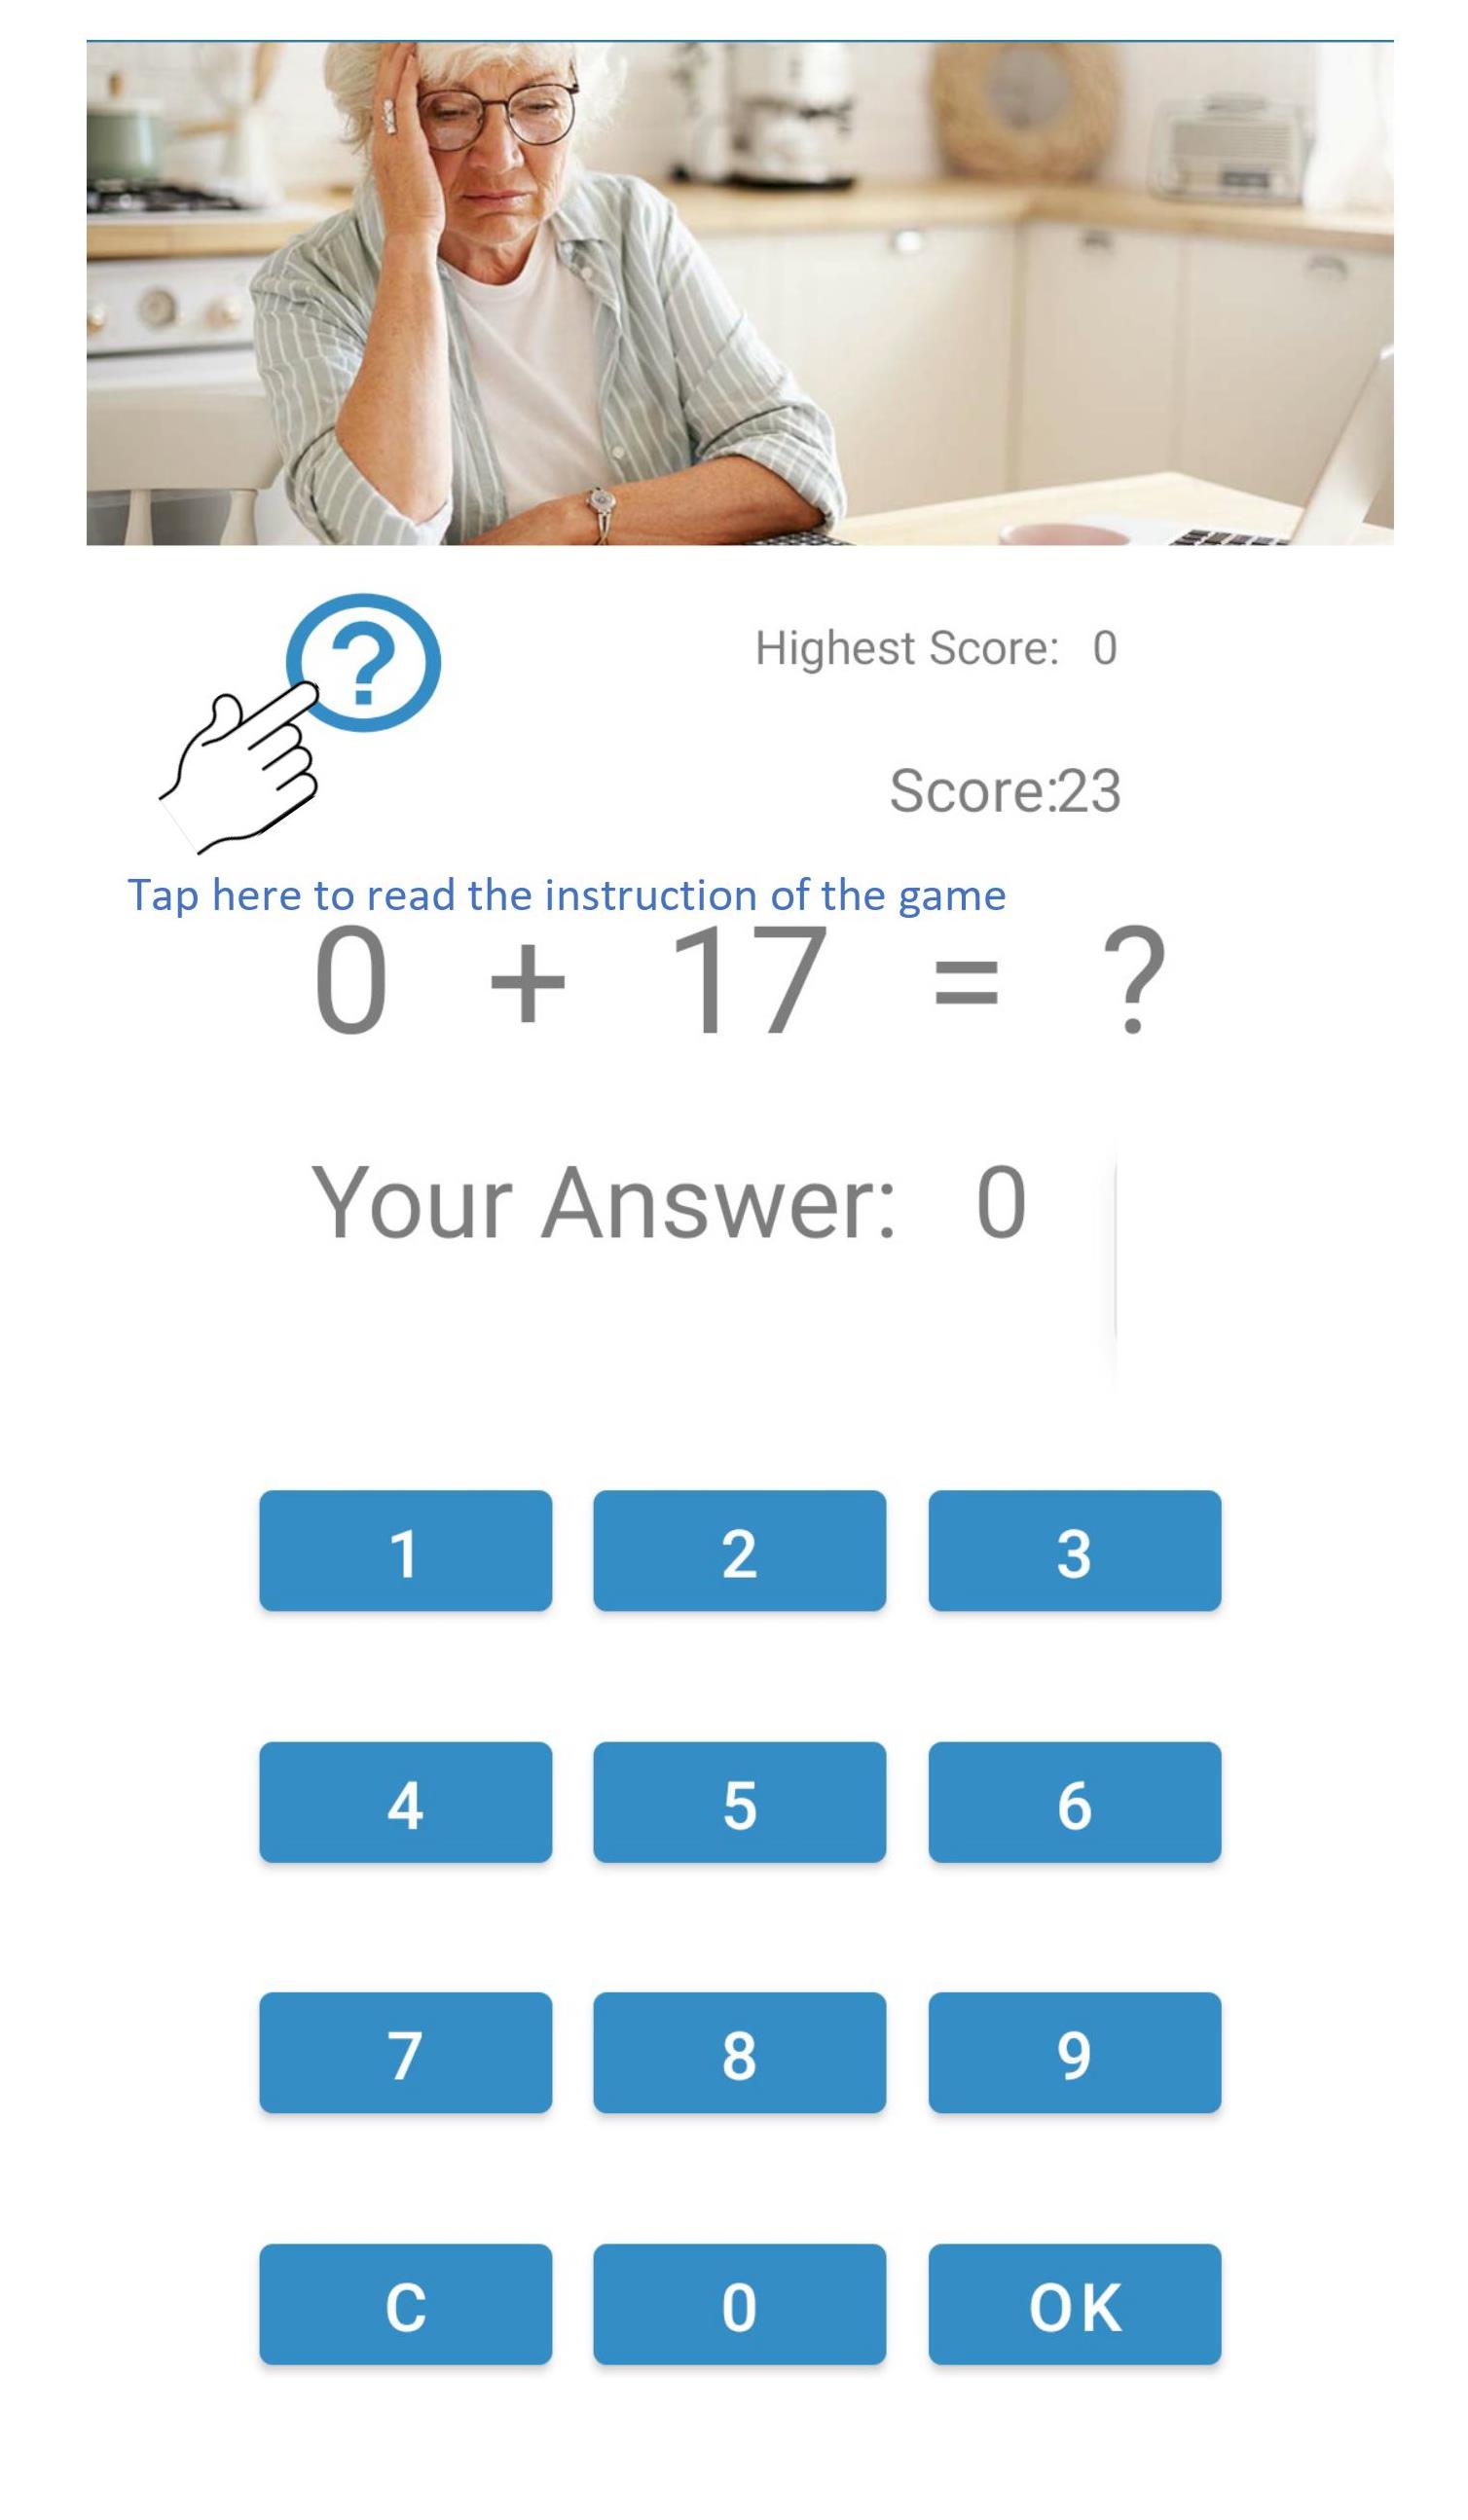 ?
Highest Score: 0
Score:23
Tap here to read the instruction of the game
0 + 17 = ?
Your Answer: 0
1 2 3
4 5 6
7 8 9
C 0 OK